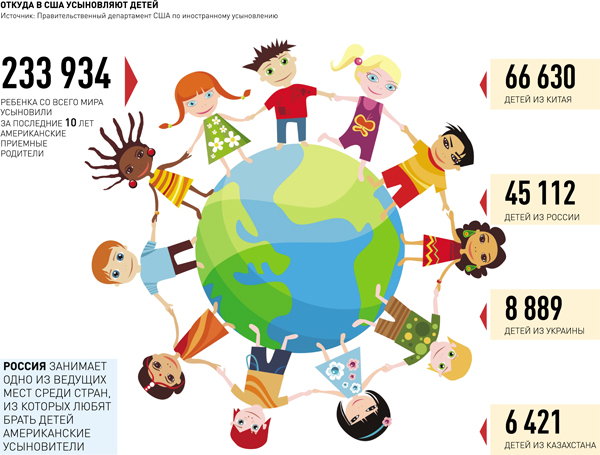 ОТКУДА В США УСЫНОВЛЯЮТ ДЕТЕЙ
Источник: Правительственный департамент США по иностранному усыновлению
233 934
РЕБЕНКА СО ВСЕГО МИРА
УСЫНОВИЛИ
ЗА ПОСЛЕДНИЕ 10 ЛЕТ
АМЕРИКАНСКИЕ
ПРИЕМНЫЕ
РОДИТЕЛИ
66 630
ДЕТЕЙ ИЗ КИТАЯ
45 112
ДЕТЕЙ ИЗ РОССИИ
8 889
ДЕТЕЙ ИЗ УКРАИНЫ
6 421
ДЕТЕЙ ИЗ КАЗАХСТАНА
РОССИЯ ЗАНИМАЕТ
ОДНО ИЗ ВЕДУЩИХ
МЕСТ СРЕДИ СТРАН,
ИЗ КОТОРЫХ ЛЮБЯТ
БРАТЬ ДЕТЕЙ
АМЕРИКАНСКИЕ
УСЫНОВИТЕЛИ